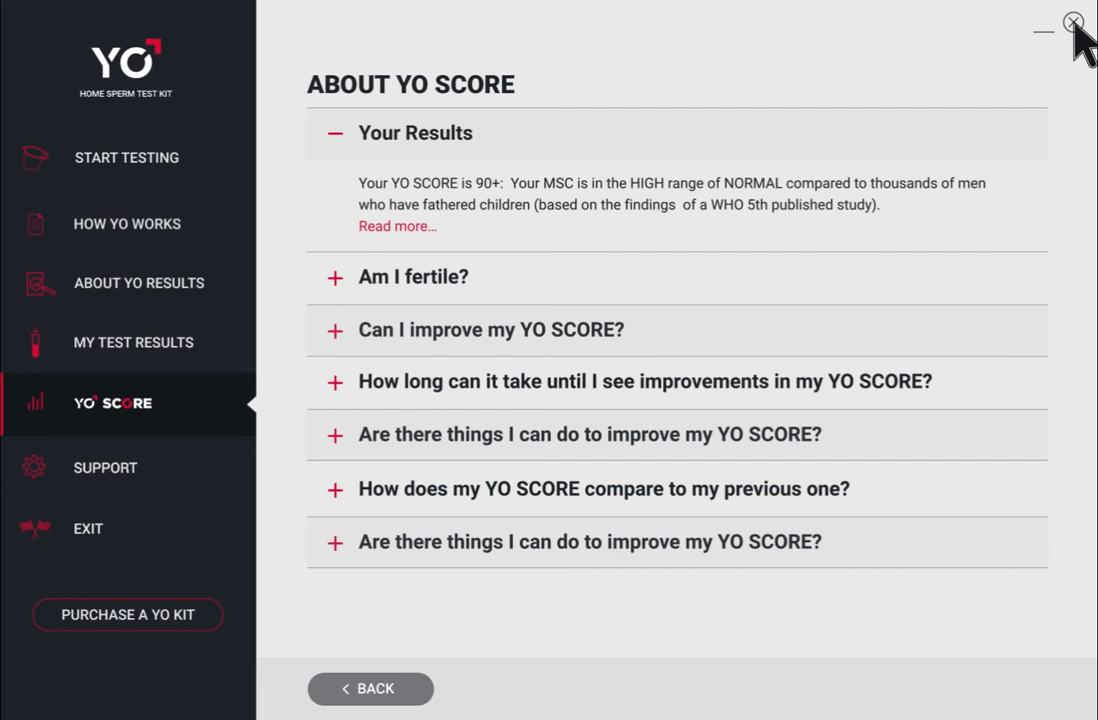 YO
HOME SPERM TEST KIT
START TESTING
HOW YO WORKS
ABOUT YO RESULTS
MY TEST RESULTS
YO SCORE
SUPPORT
EXIT
PURCHASE A YO KIT
ABOUT YO SCORE
Your Results
Your YO SCORE is 90+: Your MSC is in the HIGH range of NORMAL compared to thousands of men
who have fathered children (based on the findings of a WHO 5th published study).
Read more...
Am I fertile?
Can I improve my YO SCORE?
How long can it take until I see improvements in my YO SCORE?
Are there things I can do to improve my YO SCORE?
How does my YO SCORE compare to my previous one?
Are there things I can do to improve my YO SCORE?
< BACK